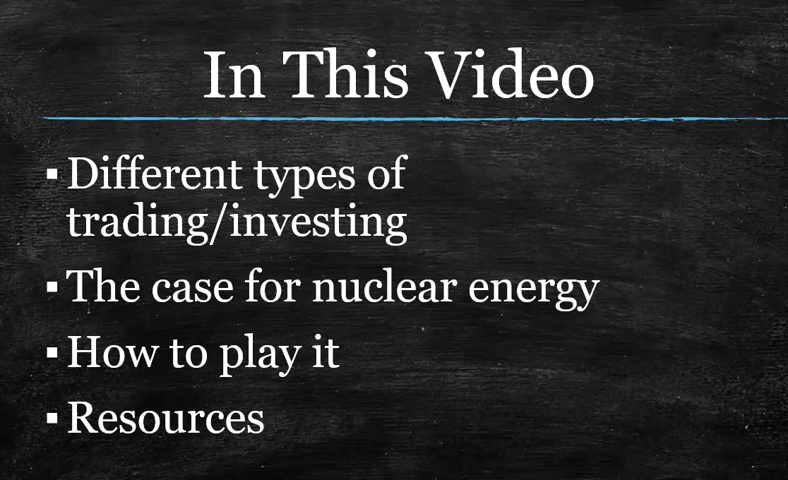 In This Video
▪ Different types of
trading/investing
▪ The case for nuclear energy
▪ How to play it
▪ Resources